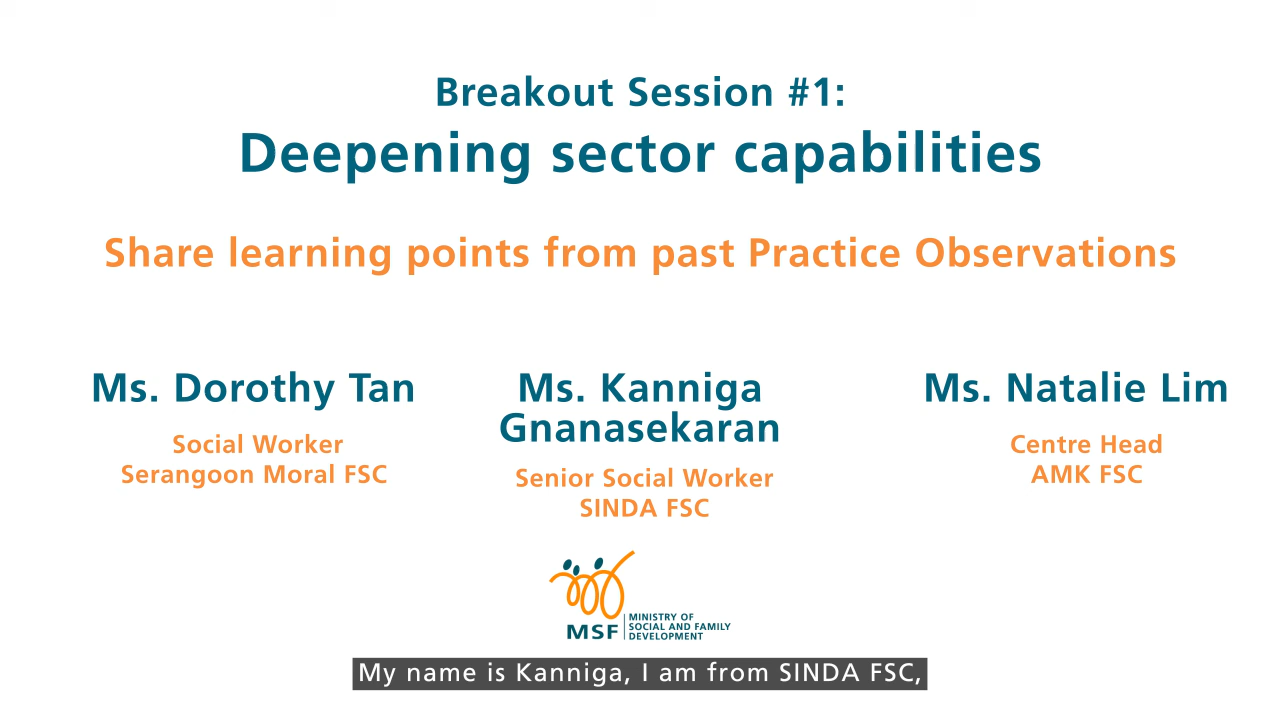 Breakout Session #1:
Deepening sector capabilities
Share learning points from past Practice Observations
Ms. Dorothy Tan
Social Worker
Serangoon Moral FSC
Ms. Kanniga
Gnanasekaran
Senior Social Worker
SINDA FSC
Ms. Natalie Lim
Centre Head
AMK FSC
MSF
MINISTRY OF
SOCIAL AND FAMILY
DEVELOPMENT
My name is Kanniga, I am from SINDA FSC,